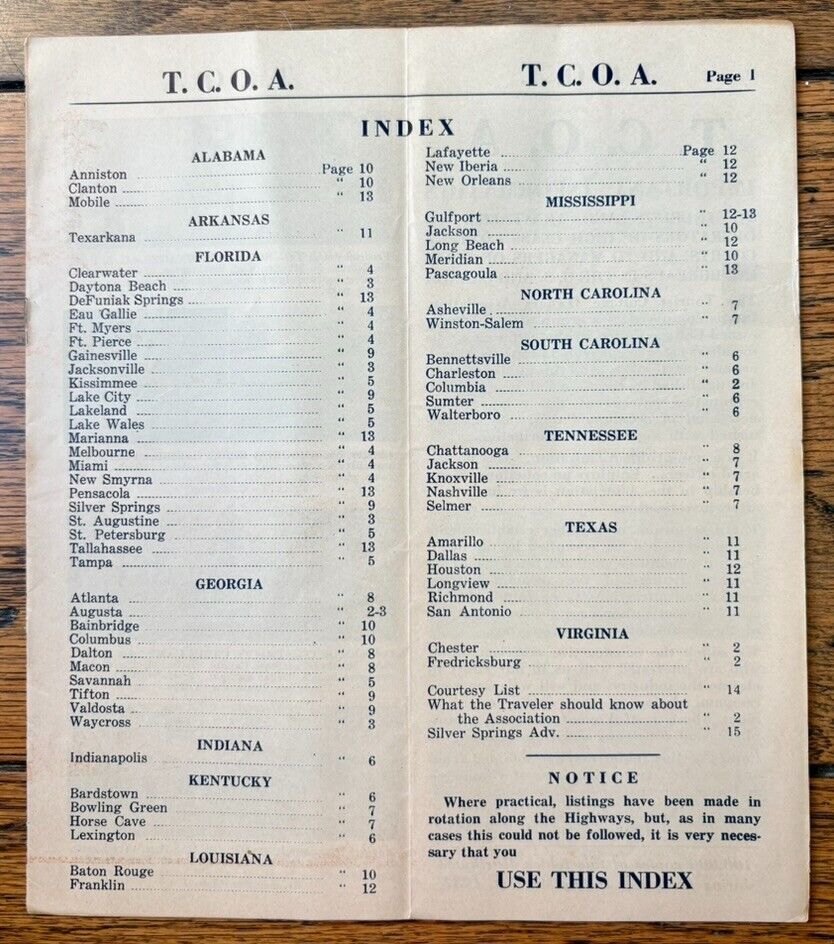 T. C. O. A.
T. C. O. A. Page 1
INDEX
ALABAMA
Anniston Page 10
Clanton " 10
Mobile " 13
ARKANSAS
Texarkana " 11
FLORIDA
Clearwater " 4
Daytona Beach " 3
DeFuniak Springs " 13
Eau Gallie " 4
Ft. Myers " 4
Ft. Pierce " 4
Gainesville " 9
Jacksonville " 3
Kissimmee " 5
Lake City " 9
Lakeland " 5
Lake Wales " 5
Marianna " 13
Melbourne " 4
Miami " 4
New Smyrna " 4
Pensacola " 13
Silver Springs " 9
St. Augustine " 3
St. Petersburg " 5
Tallahassee " 13
Tampa " 5
GEORGIA
Atlanta " 8
Augusta " 2-3
Bainbridge " 10
Columbus " 10
Dalton " 8
Macon " 8
Savannah " 5
Tifton " 9
Valdosta " 9
Waycross " 3
INDIANA
Indianapolis " 6
KENTUCKY
Bardstown " 6
Bowling Green " 7
Horse Cave " 7
Lexington " 6
LOUISIANA
Baton Rouge " 10
Franklin " 12
Lafayette Page 12
New Iberia " 12
New Orleans " 12
MISSISSIPPI
Gulfport " 12-13
Jackson " 10
Long Beach " 12
Meridian " 10
Pascagoula " 13
NORTH CAROLINA
Asheville " 7
Winston-Salem " 7
SOUTH CAROLINA
Bennettsville " 6
Charleston " 6
Columbia " 2
Sumter " 6
Walterboro " 6
TENNESSEE
Chattanooga " 8
Jackson " 7
Knoxville " 7
Nashville " 7
Selmer " 7
TEXAS
Amarillo " 11
Dallas " 11
Houston " 12
Longview " 11
Richmond " 11
San Antonio " 11
VIRGINIA
Chester " 2
Fredricksburg " 2
Courtesy List " 14
What the Traveler should know about
the Association " 2
Silver Springs Adv. " 15
NOTICE
Where practical, listings have been made in
rotation along the Highways, but, as in many
cases this could not be followed, it is very neces-
sary that you
USE THIS INDEX